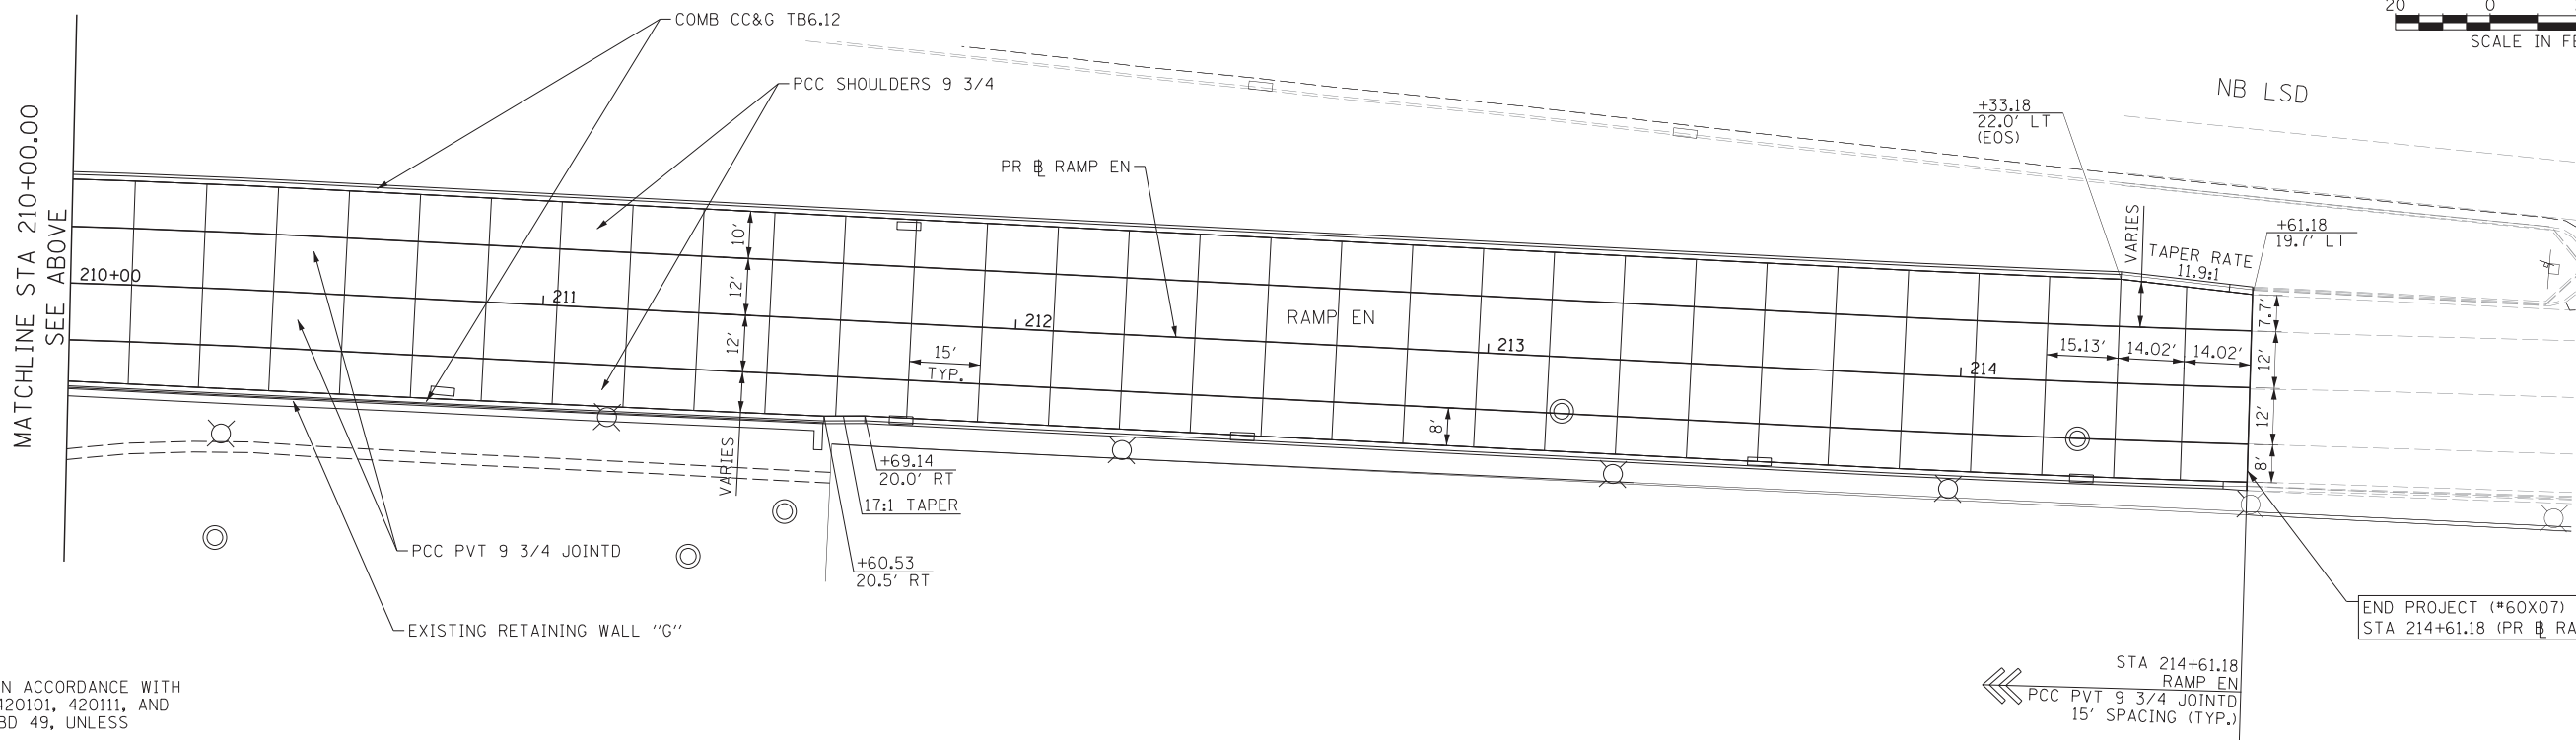 COMB CC&G TB6.12
PCC SHOULDERS 9 3/4
20 0
SCALE IN FE
NB LSD
+33.18
22.0' LT
(EOS)
MATCHLINE STA 210+00.00
SEE ABOVE
PR BL RAMP EN
VARIES
TAPER RATE
11.9:1
+61.18
19.7' LT
210+00
211
212
213
214
10'
12'
12'
VARIES
RAMP EN
15'
TYP.
8'
15.13'
14.02'
14.02'
7.7'
12'
12'
8'
+69.14
20.0' RT
17:1 TAPER
+60.53
20.5' RT
PCC PVT 9 3/4 JOINTD
EXISTING RETAINING WALL "G"
END PROJECT (#60X07)
STA 214+61.18 (PR BL RA
STA 214+61.18
RAMP EN
PCC PVT 9 3/4 JOINTD
15' SPACING (TYP.)
N ACCORDANCE WITH
420101, 420111, AND
BD 49, UNLESS